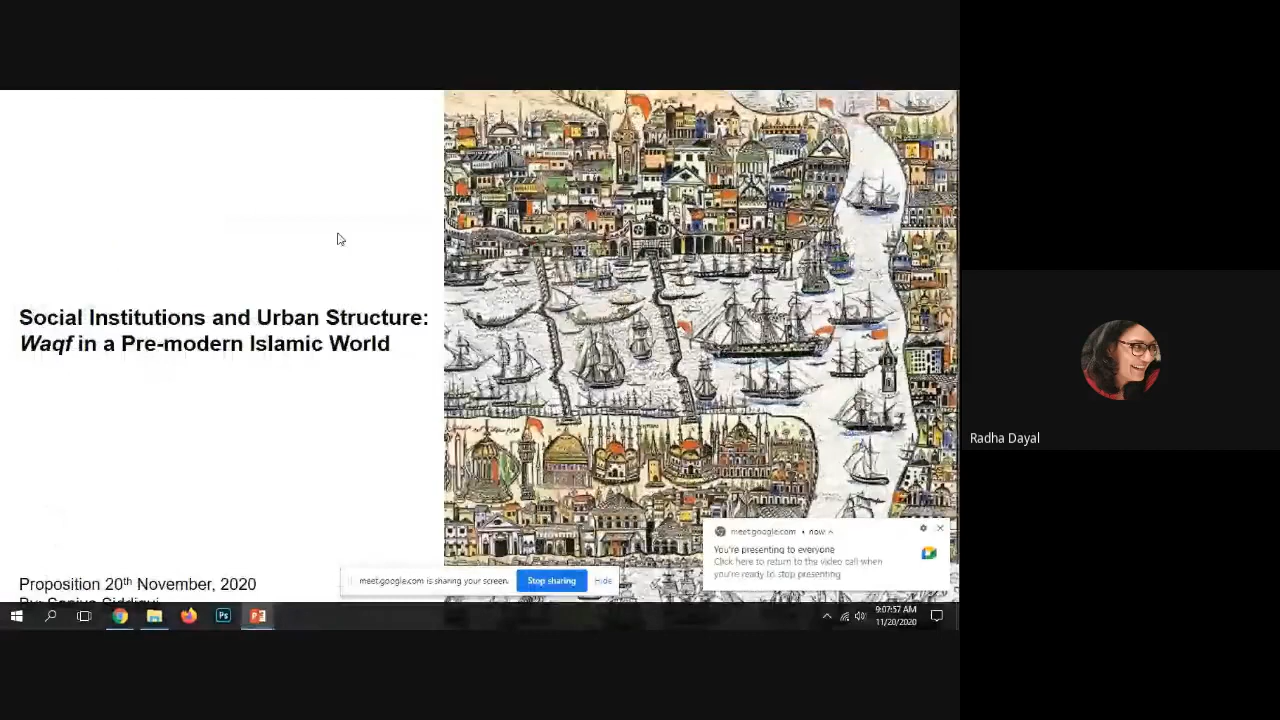 Social Institutions and Urban Structure:
Waqf in a Pre-modern Islamic World
Proposition 20th November, 2020
meet.google.com • now
You're presenting to everyone
Click here to return to the video call when
you're ready to stop presenting
meet.google.com is sharing your screen.
Stop sharing
Hide
Ps
9:07:57 AM
11/20/2020
Radha Dayal